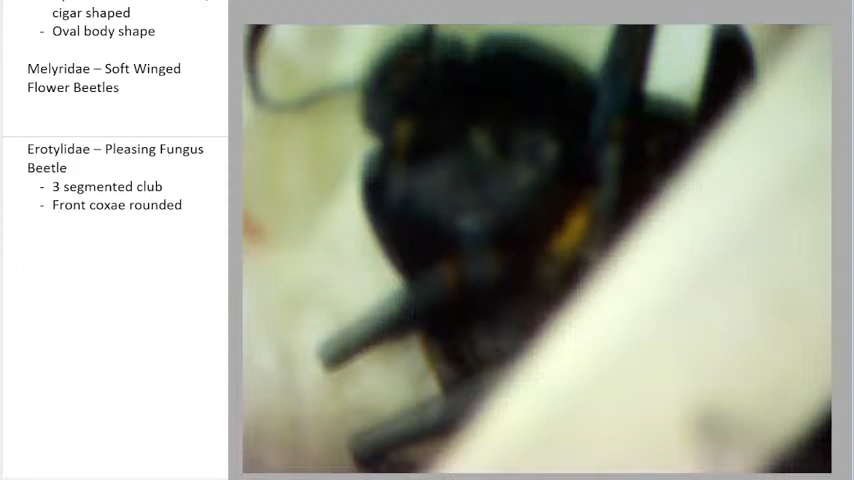 cigar shaped
- Oval body shape
Melyridae – Soft Winged
Flower Beetles
Erotylidae – Pleasing Fungus
Beetle
- 3 segmented club
- Front coxae rounded